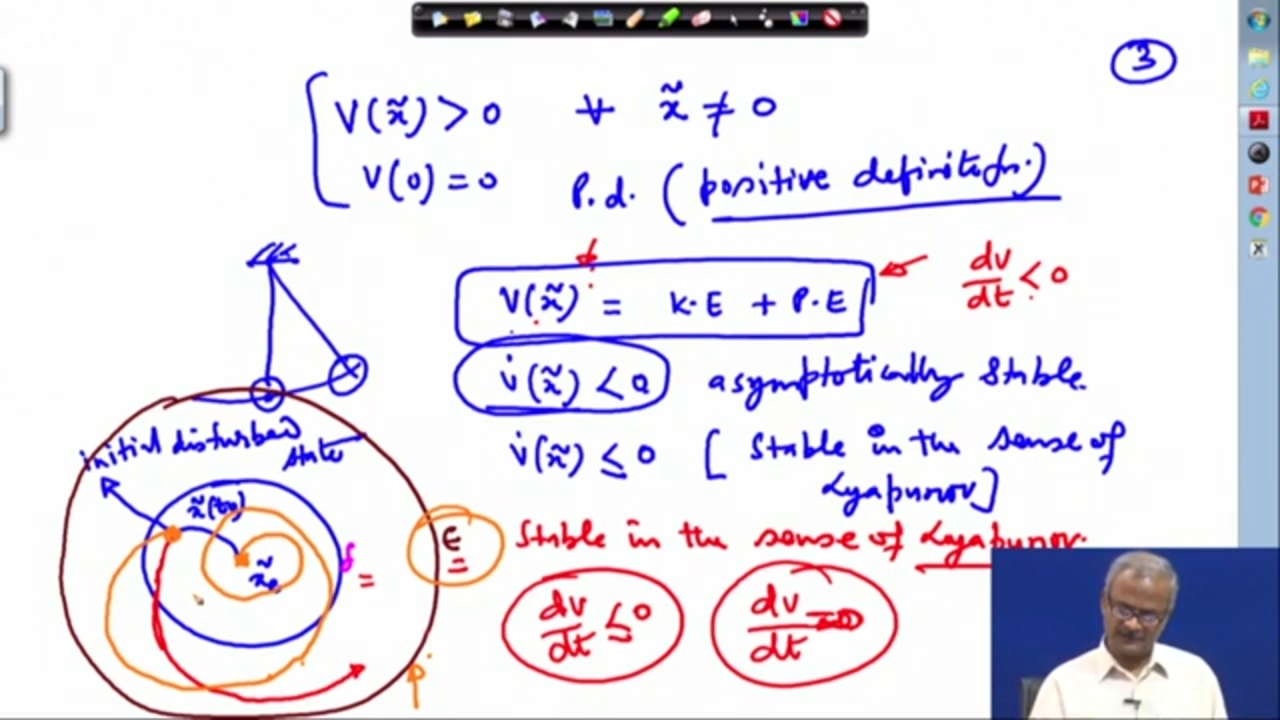 3
V(x̃) > 0 ∀ x̃ ≠ 0
V(0) = 0 P.d. (positive definite fn.)
V(x̃) = K.E + P.E
dv/dt < 0
V̇(x̃) < 0 asymptotically stable.
V̇(x̃) ≤ 0 [Stable in the sense of
Lyapunov]
initial disturbed
state
x̃(t₀)
x̃e
δ
ε
Stable in the sense of Lyapunov.
dv/dt ≤ 0
dv/dt = 0